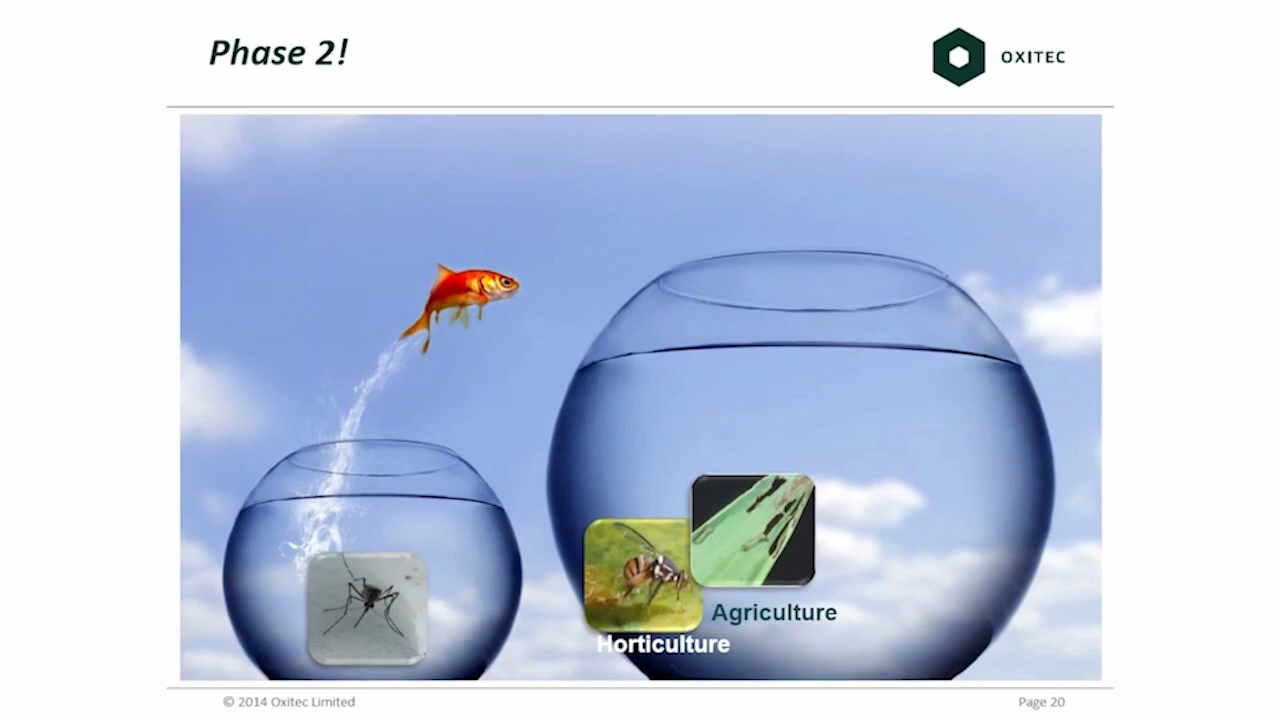 Phase 2!
OXITEC
Agriculture
Horticulture
© 2014 Oxitec Limited
Page 20